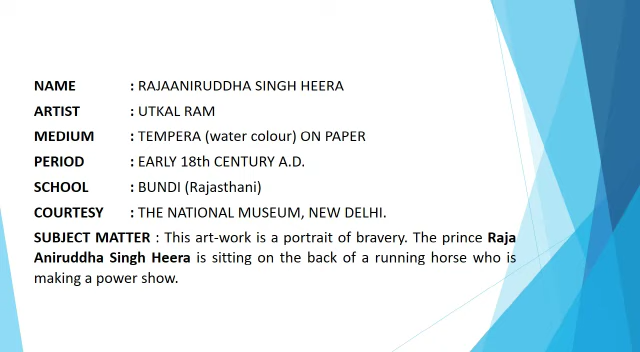 NAME : RAJAANIRUDDHA SINGH HEERA
ARTIST : UTKAL RAM
MEDIUM : TEMPERA (water colour) ON PAPER
PERIOD : EARLY 18th CENTURY A.D.
SCHOOL : BUNDI (Rajasthani)
COURTESY : THE NATIONAL MUSEUM, NEW DELHI.
SUBJECT MATTER : This art-work is a portrait of bravery. The prince Raja
Aniruddha Singh Heera is sitting on the back of a running horse who is
making a power show.